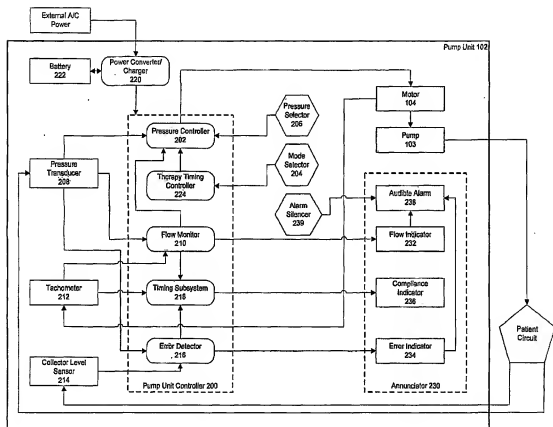 External A/C
Power
Pump Unit 102
Battery
222
Power Converter/
Charger
220
Motor
104
Pressure
Selector
206
Pressure Controller
202
Pump
103
Mode
Selector
204
Pressure
Transducer
208
Therapy Timing
Controller
224
Audible Alarm
238
Alarm
Silencer
239
Flow Monitor
210
Flow Indicator
232
Tachometer
212
Timing Subsystem
218
Compliance
Indicator
236
Patient
Circuit
Error Detector
216
Error Indicator
234
Collector Level
Sensor
214
Pump Unit Controller 200
Annunciator 230